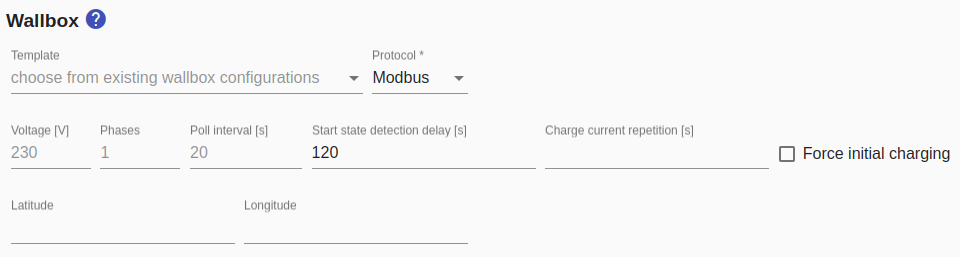 Wallbox ?
Template Protocol *
choose from existing wallbox configurations Modbus
Voltage [V] Phases Poll interval [s] Start state detection delay [s] Charge current repetition [s]
230 1 20 120 Force initial charging
Latitude Longitude